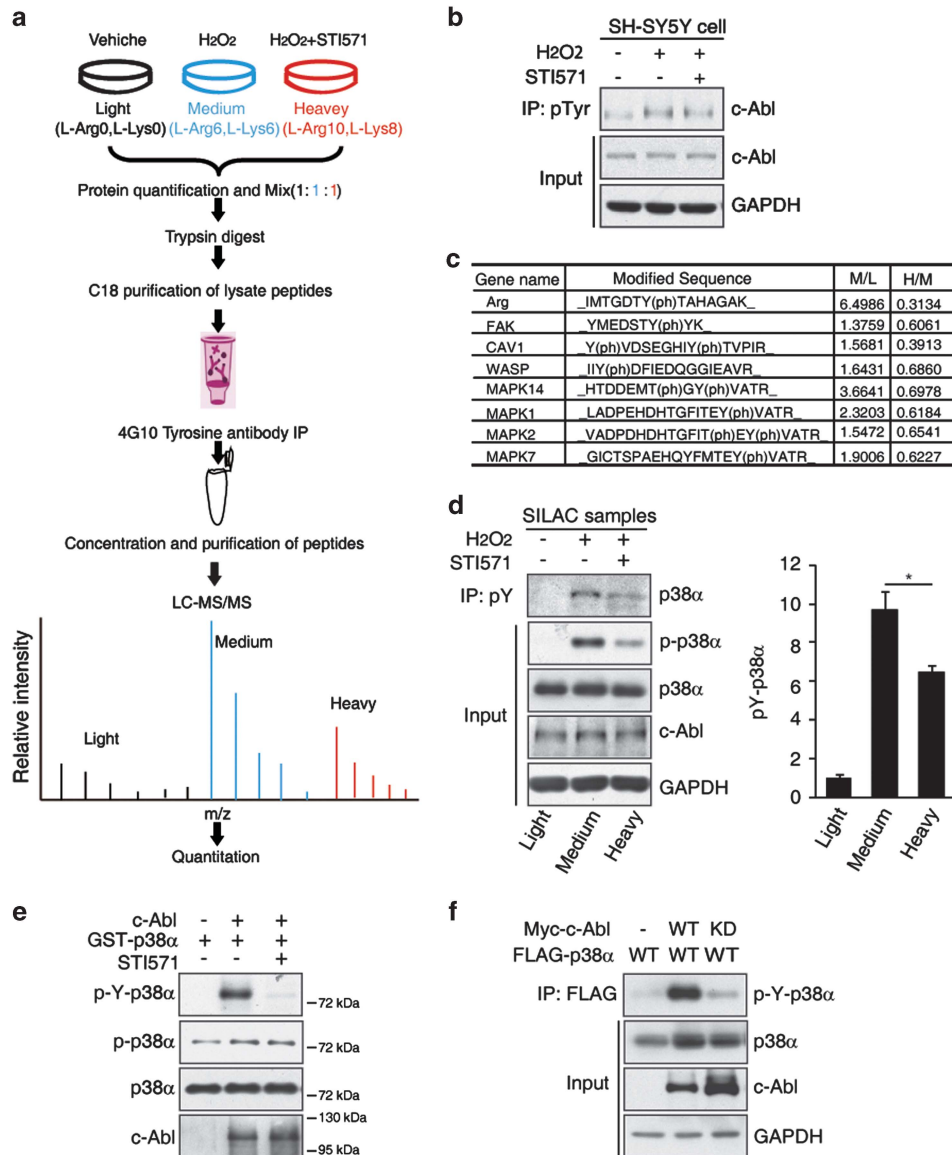 a
Vehiche H2O2 H2O2+STI571
Light Medium Heavey
(L-Arg0,L-Lys0) (L-Arg6,L-Lys6) (L-Arg10,L-Lys8)
Protein quantification and Mix(1:1:1)
Trypsin digest
C18 purification of lysate peptides
4G10 Tyrosine antibody IP
Concentration and purification of peptides
LC-MS/MS
Relative intensity
Light
Medium
Heavy
m/z
Quantitation
b
SH-SY5Y cell
H2O2 - + +
STI571 - - +
IP: pTyr c-Abl
Input c-Abl
GAPDH
c
Gene name Modified Sequence M/L H/M
Arg _IMTGDTY(ph)TAHAGAK_ 6.4986 0.3134
FAK _YMEDSTY(ph)YK_ 1.3759 0.6061
CAV1 _Y(ph)VDSEGHIY(ph)TVPIR_ 1.5681 0.3913
WASP _IIY(ph)DFIEDQGGIEAVR_ 1.6431 0.6860
MAPK14 _HTDDEMT(ph)GY(ph)VATR_ 3.6641 0.6978
MAPK1 _LADPEHDHTGFITEY(ph)VATR_ 2.3203 0.6184
MAPK2 _VADPDHDHTGFIT(ph)EY(ph)VATR_ 1.5472 0.6541
MAPK7 _GICTSPAEHQYFMTEY(ph)VATR_ 1.9006 0.6227
d
SILAC samples
H2O2 - + +
STI571 - - +
IP: pY p38α
Input p-p38α
p38α
c-Abl
GAPDH
Light Medium Heavy
pY-p38α
12
10
8
6
4
2
0
*
Light Medium Heavy
e
c-Abl - + +
GST-p38α + + +
STI571 - - +
p-Y-p38α 72 kDa
p-p38α 72 kDa
p38α 72 kDa
c-Abl 130 kDa
95 kDa
f
Myc-c-Abl - WT KD
FLAG-p38α WT WT WT
IP: FLAG p-Y-p38α
Input p38α
c-Abl
GAPDH